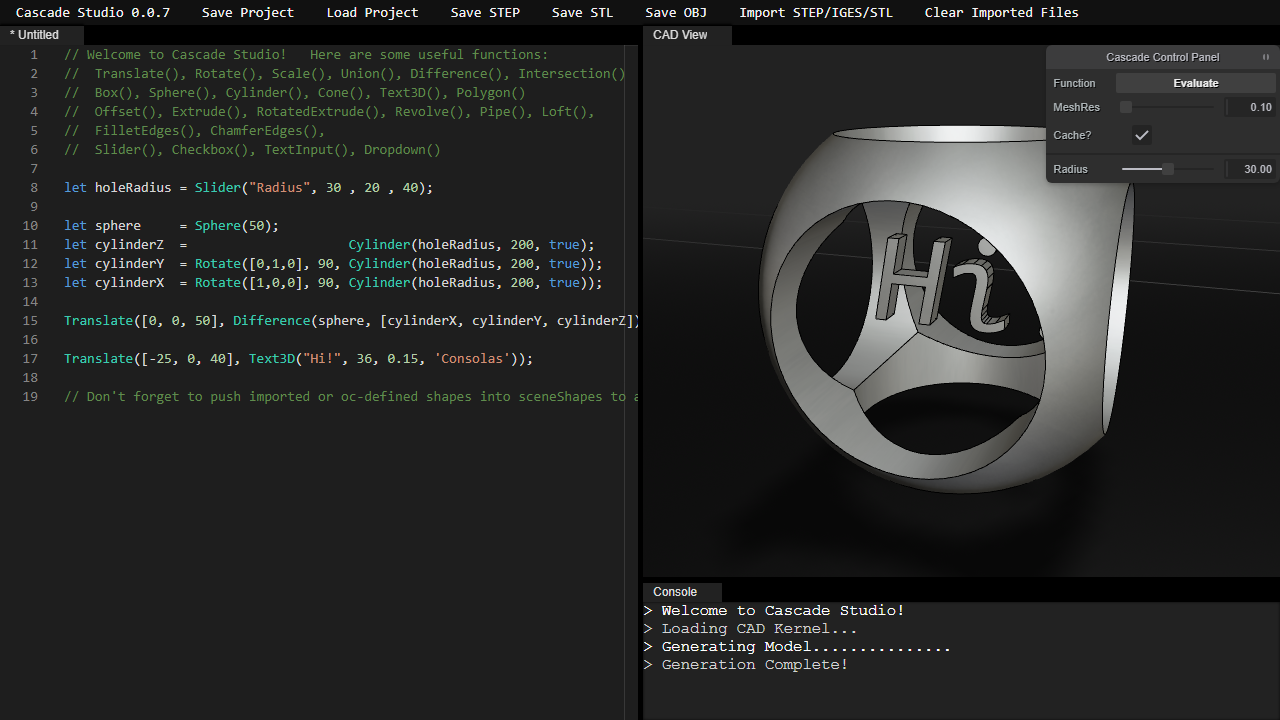 Cascade Studio 0.0.7 Save Project Load Project Save STEP Save STL Save OBJ Import STEP/IGES/STL Clear Imported Files
* Untitled
1 // Welcome to Cascade Studio!   Here are some useful functions:
2 //  Translate(), Rotate(), Scale(), Union(), Difference(), Intersection()
3 //  Box(), Sphere(), Cylinder(), Cone(), Text3D(), Polygon()
4 //  Offset(), Extrude(), RotatedExtrude(), Revolve(), Pipe(), Loft(),
5 //  FilletEdges(), ChamferEdges(),
6 //  Slider(), Checkbox(), TextInput(), Dropdown()
7
8 let holeRadius = Slider("Radius", 30 , 20 , 40);
9
10 let sphere     = Sphere(50);
11 let cylinderZ  =                     Cylinder(holeRadius, 200, true);
12 let cylinderY  = Rotate([0,1,0], 90, Cylinder(holeRadius, 200, true));
13 let cylinderX  = Rotate([1,0,0], 90, Cylinder(holeRadius, 200, true));
14
15 Translate([0, 0, 50], Difference(sphere, [cylinderX, cylinderY, cylinderZ])
16
17 Translate([-25, 0, 40], Text3D("Hi!", 36, 0.15, 'Consolas'));
18
19 // Don't forget to push imported or oc-defined shapes into sceneShapes to a
CAD View
Cascade Control Panel
Function Evaluate
MeshRes 0.10
Cache?
Radius 30.00
Hi
Console
> Welcome to Cascade Studio!
> Loading CAD Kernel...
> Generating Model...............
> Generation Complete!